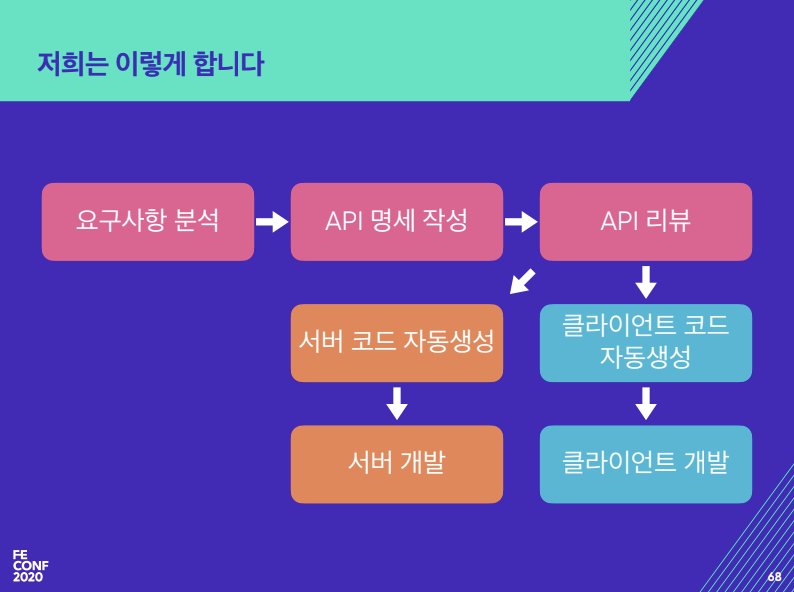 저희는 이렇게 합니다
요구사항 분석
API 명세 작성
API 리뷰
서버 코드 자동생성
클라이언트 코드
자동생성
서버 개발
클라이언트 개발
FE
CONF
2020
68